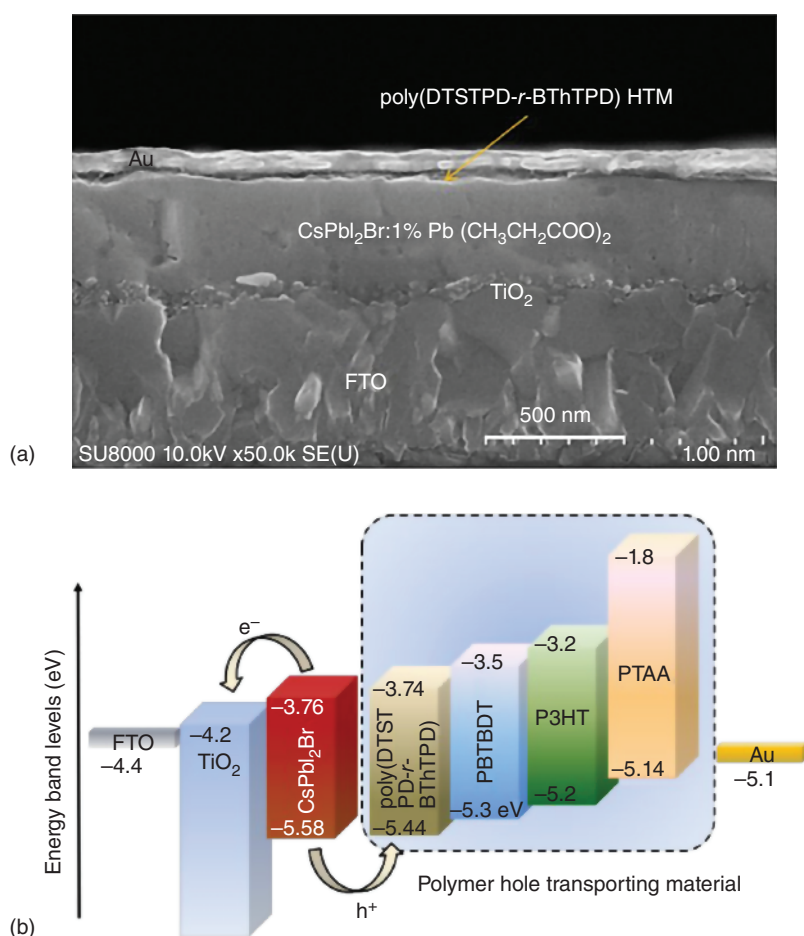 poly(DTSTPD-r-BThTPD) HTM
Au
CsPbI₂Br:1% Pb (CH₃CH₂COO)₂
TiO₂
FTO
500 nm
SU8000 10.0kV x50.0k SE(U)
1.00 nm
(a)
Energy band levels (eV)
e⁻
h⁺
FTO
−4.4
−4.2
TiO₂
−3.76
CsPbI₂Br
−5.58
−3.74
poly(DTST
PD-r-
BThTPD)
−5.44
−3.5
PBTBDT
−5.3 eV
−3.2
P3HT
−5.2
−1.8
PTAA
−5.14
Au
−5.1
Polymer hole transporting material
(b)